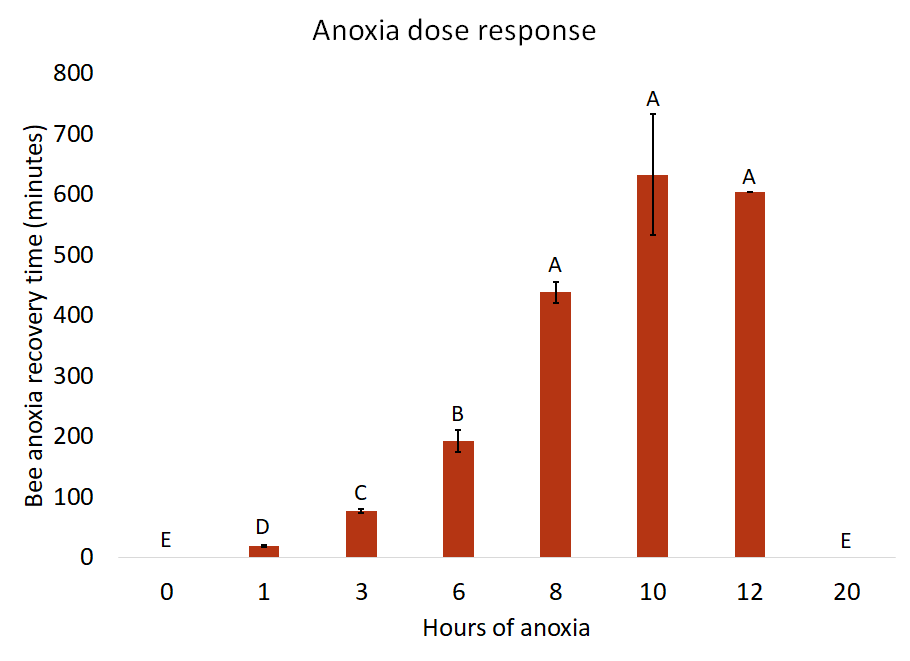 Anoxia dose response
Bee anoxia recovery time (minutes)
800
700
600
500
400
300
200
100
0
E
D
C
B
A
A
A
E
0 1 3 6 8 10 12 20
Hours of anoxia